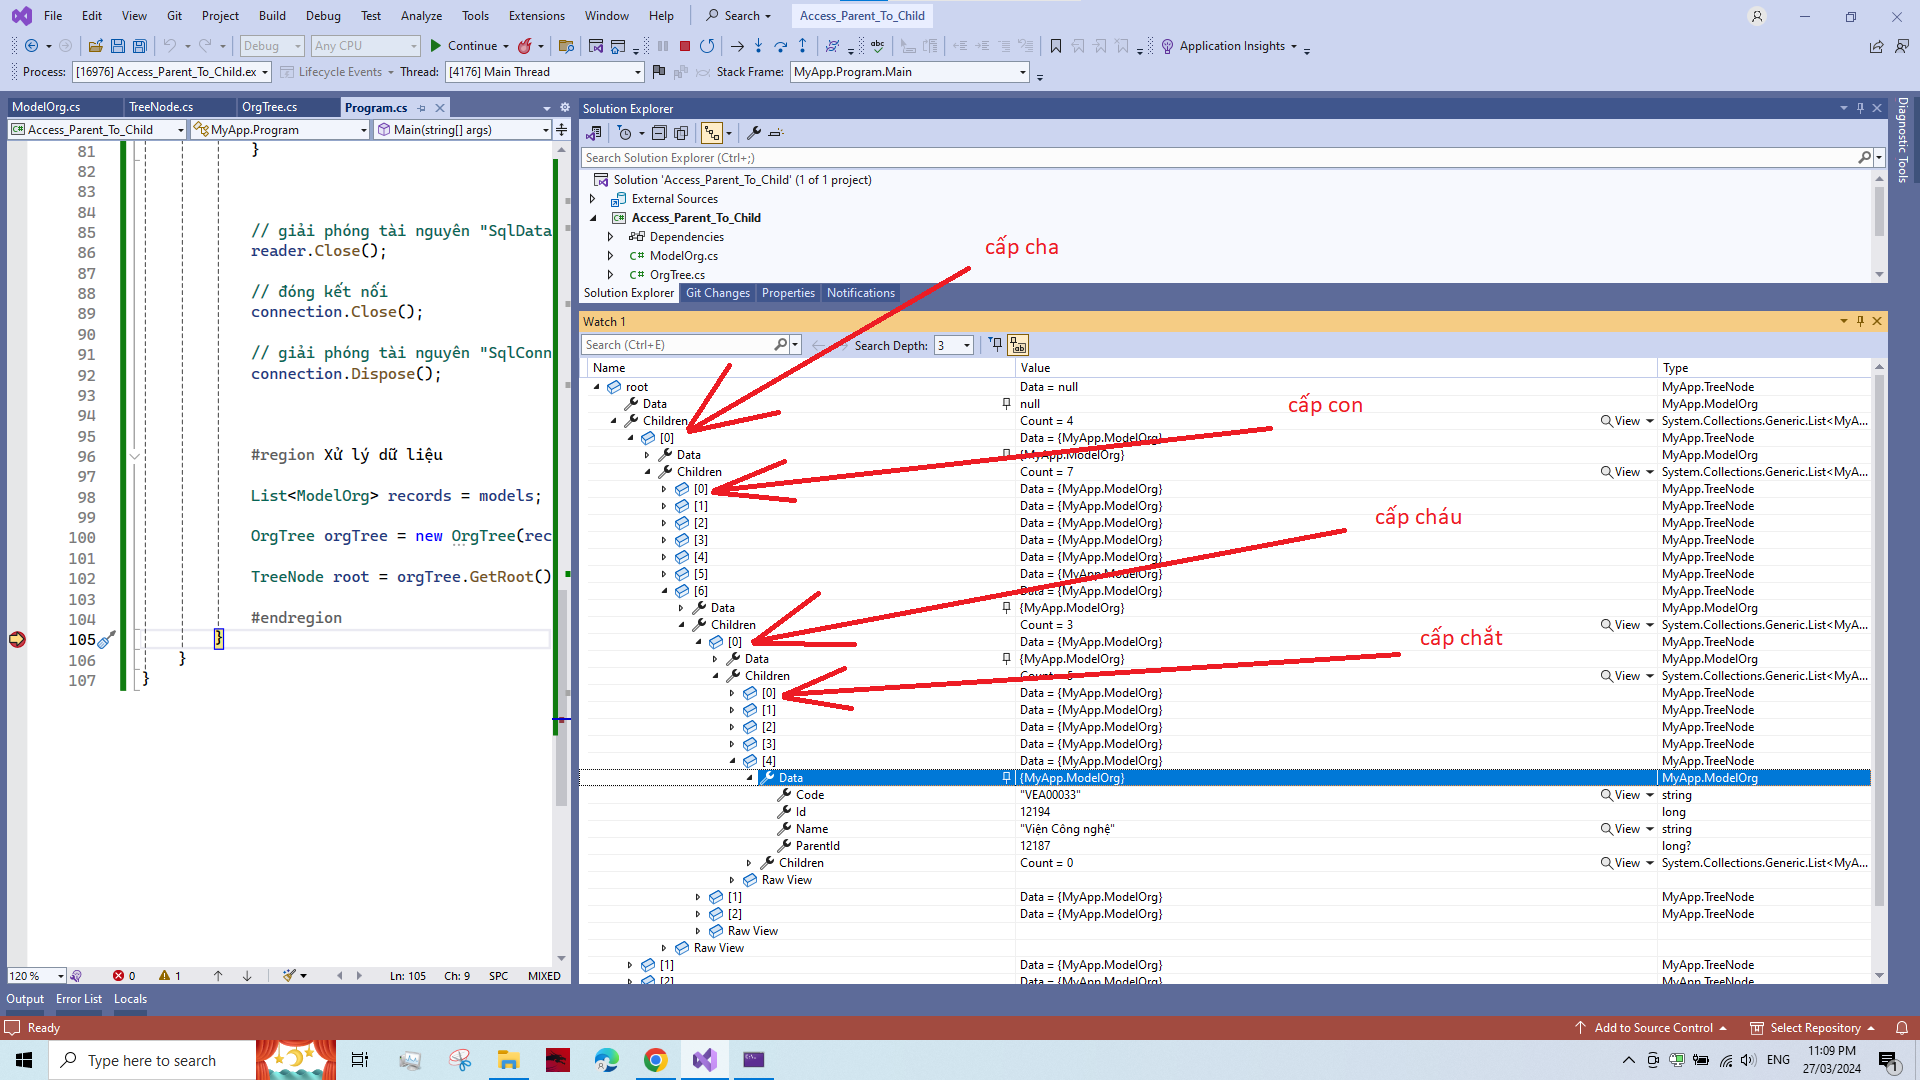 File Edit View Git Project Build Debug Test Analyze Tools Extensions Window Help Search Access_Parent_To_Child
Debug Any CPU Continue Application Insights
Process: [16976] Access_Parent_To_Child.ex Lifecycle Events Thread: [4176] Main Thread Stack Frame: MyApp.Program.Main
ModelOrg.cs TreeNode.cs OrgTree.cs Program.cs
Access_Parent_To_Child MyApp.Program Main(string[] args)
81 }
82
83
84
85 // giải phóng tài nguyên "SqlData
86 reader.Close();
87
88 // đóng kết nối
89 connection.Close();
90
91 // giải phóng tài nguyên "SqlConn
92 connection.Dispose();
93
94
95
96 #region Xử lý dữ liệu
97
98 List<ModelOrg> records = models;
99
100 OrgTree orgTree = new OrgTree(rec
101
102 TreeNode root = orgTree.GetRoot()
103
104 #endregion
105 }
106 }
107 }
120 % 0 1 Ln: 105 Ch: 9 SPC MIXED
Solution Explorer
Search Solution Explorer (Ctrl+;)
Solution 'Access_Parent_To_Child' (1 of 1 project)
External Sources
Access_Parent_To_Child
Dependencies
C# ModelOrg.cs
C# OrgTree.cs
Solution Explorer Git Changes Properties Notifications
Diagnostic Tools
cấp cha
cấp con
cấp cháu
cấp chắt
Watch 1
Search (Ctrl+E) Search Depth: 3
Name Value Type
root Data = null MyApp.TreeNode
Data null MyApp.ModelOrg
Children Count = 4 View System.Collections.Generic.List<MyA...
[0] Data = {MyApp.ModelOrg} MyApp.TreeNode
Data {MyApp.ModelOrg} MyApp.ModelOrg
Children Count = 7 View System.Collections.Generic.List<MyA...
[0] Data = {MyApp.ModelOrg} MyApp.TreeNode
[1] Data = {MyApp.ModelOrg} MyApp.TreeNode
[2] Data = {MyApp.ModelOrg} MyApp.TreeNode
[3] Data = {MyApp.ModelOrg} MyApp.TreeNode
[4] Data = {MyApp.ModelOrg} MyApp.TreeNode
[5] Data = {MyApp.ModelOrg} MyApp.TreeNode
[6] Data = {MyApp.ModelOrg} MyApp.TreeNode
Data {MyApp.ModelOrg} MyApp.ModelOrg
Children Count = 3 View System.Collections.Generic.List<MyA...
[0] Data = {MyApp.ModelOrg} MyApp.TreeNode
Data {MyApp.ModelOrg} MyApp.ModelOrg
Children View System.Collections.Generic.List<MyA...
[0] Data = {MyApp.ModelOrg} MyApp.TreeNode
[1] Data = {MyApp.ModelOrg} MyApp.TreeNode
[2] Data = {MyApp.ModelOrg} MyApp.TreeNode
[3] Data = {MyApp.ModelOrg} MyApp.TreeNode
[4] Data = {MyApp.ModelOrg} MyApp.TreeNode
Data {MyApp.ModelOrg} MyApp.ModelOrg
Code "VEA00033" View string
Id 12194 long
Name "Viện Công nghệ" View string
ParentId 12187 long?
Children Count = 0 View System.Collections.Generic.List<MyA...
Raw View
[1] Data = {MyApp.ModelOrg} MyApp.TreeNode
[2] Data = {MyApp.ModelOrg} MyApp.TreeNode
Raw View
Raw View
[1] Data = {MyApp.ModelOrg} MyApp.TreeNode
[2] Data = {MyApp.ModelOrg} MyApp.TreeNode
Output Error List Locals
Ready Add to Source Control Select Repository
Type here to search ENG 11:09 PM
27/03/2024 1